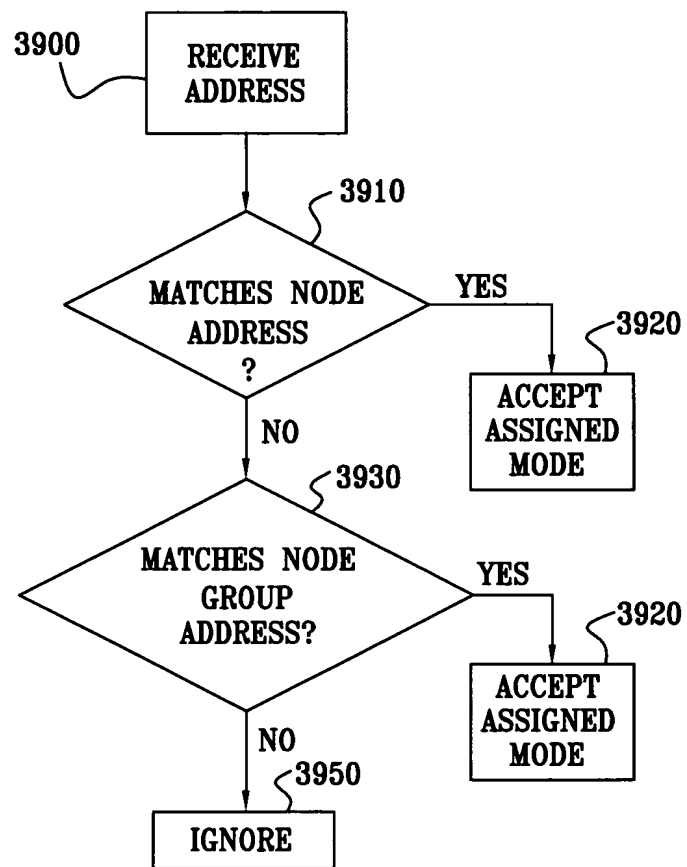 3900
RECEIVE
ADDRESS
3910
MATCHES NODE
ADDRESS
?
YES
3920
ACCEPT
ASSIGNED
MODE
NO
3930
MATCHES NODE
GROUP
ADDRESS?
YES
3920
ACCEPT
ASSIGNED
MODE
NO
3950
IGNORE